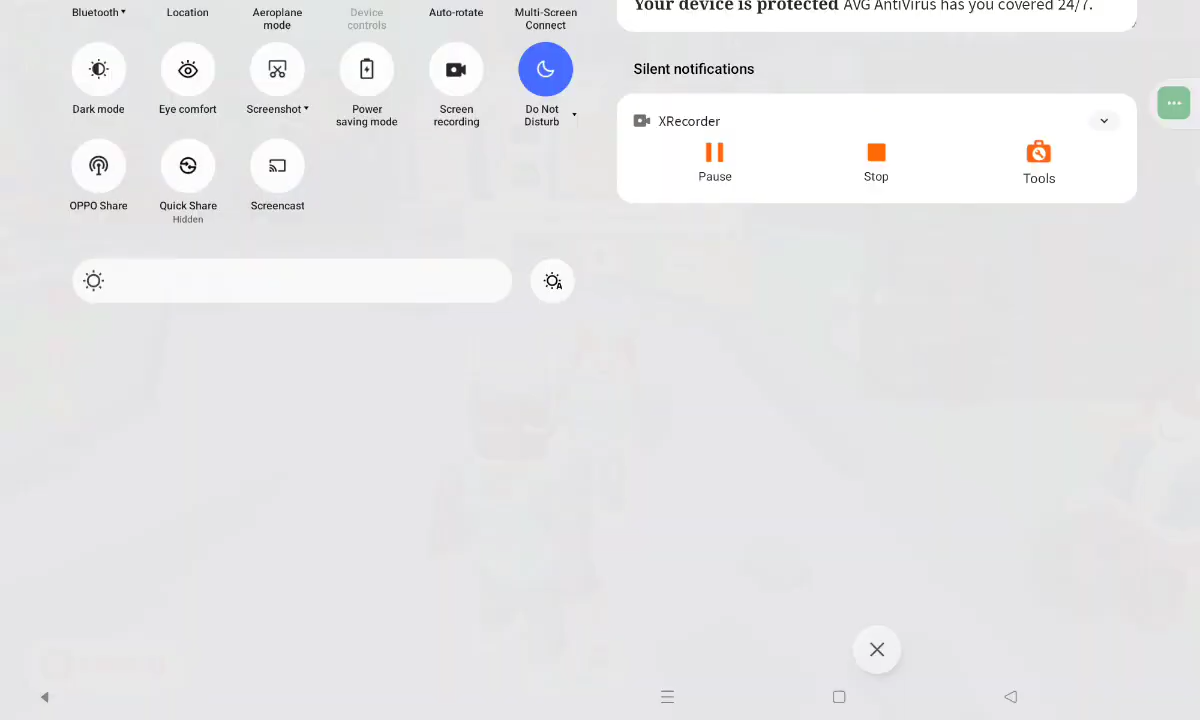 Bluetooth
Location
Aeroplane
mode
Device
controls
Auto-rotate
Multi-Screen
Connect
Dark mode
Eye comfort
Screenshot
Power
saving mode
Screen
recording
Do Not
Disturb
OPPO Share
Quick Share
Hidden
Screencast
A
Your device is protected AVG AntiVirus has you covered 24/7.
Silent notifications
XRecorder
Pause
Stop
Tools